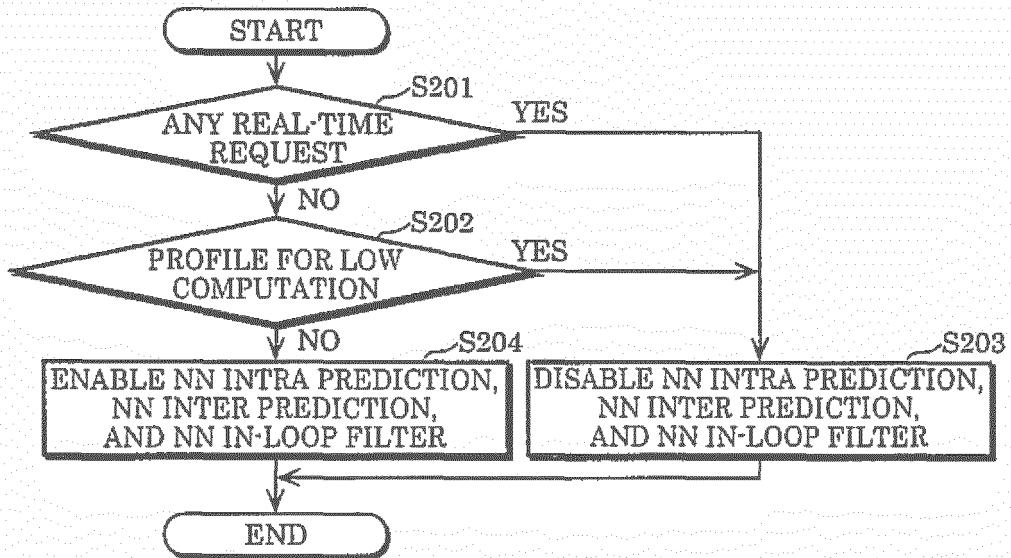 START
S201
ANY REAL-TIME
REQUEST
YES
NO
S202
PROFILE FOR LOW
COMPUTATION
YES
NO
S204
ENABLE NN INTRA PREDICTION,
NN INTER PREDICTION,
AND NN IN-LOOP FILTER
S203
DISABLE NN INTRA PREDICTION,
NN INTER PREDICTION,
AND NN IN-LOOP FILTER
END